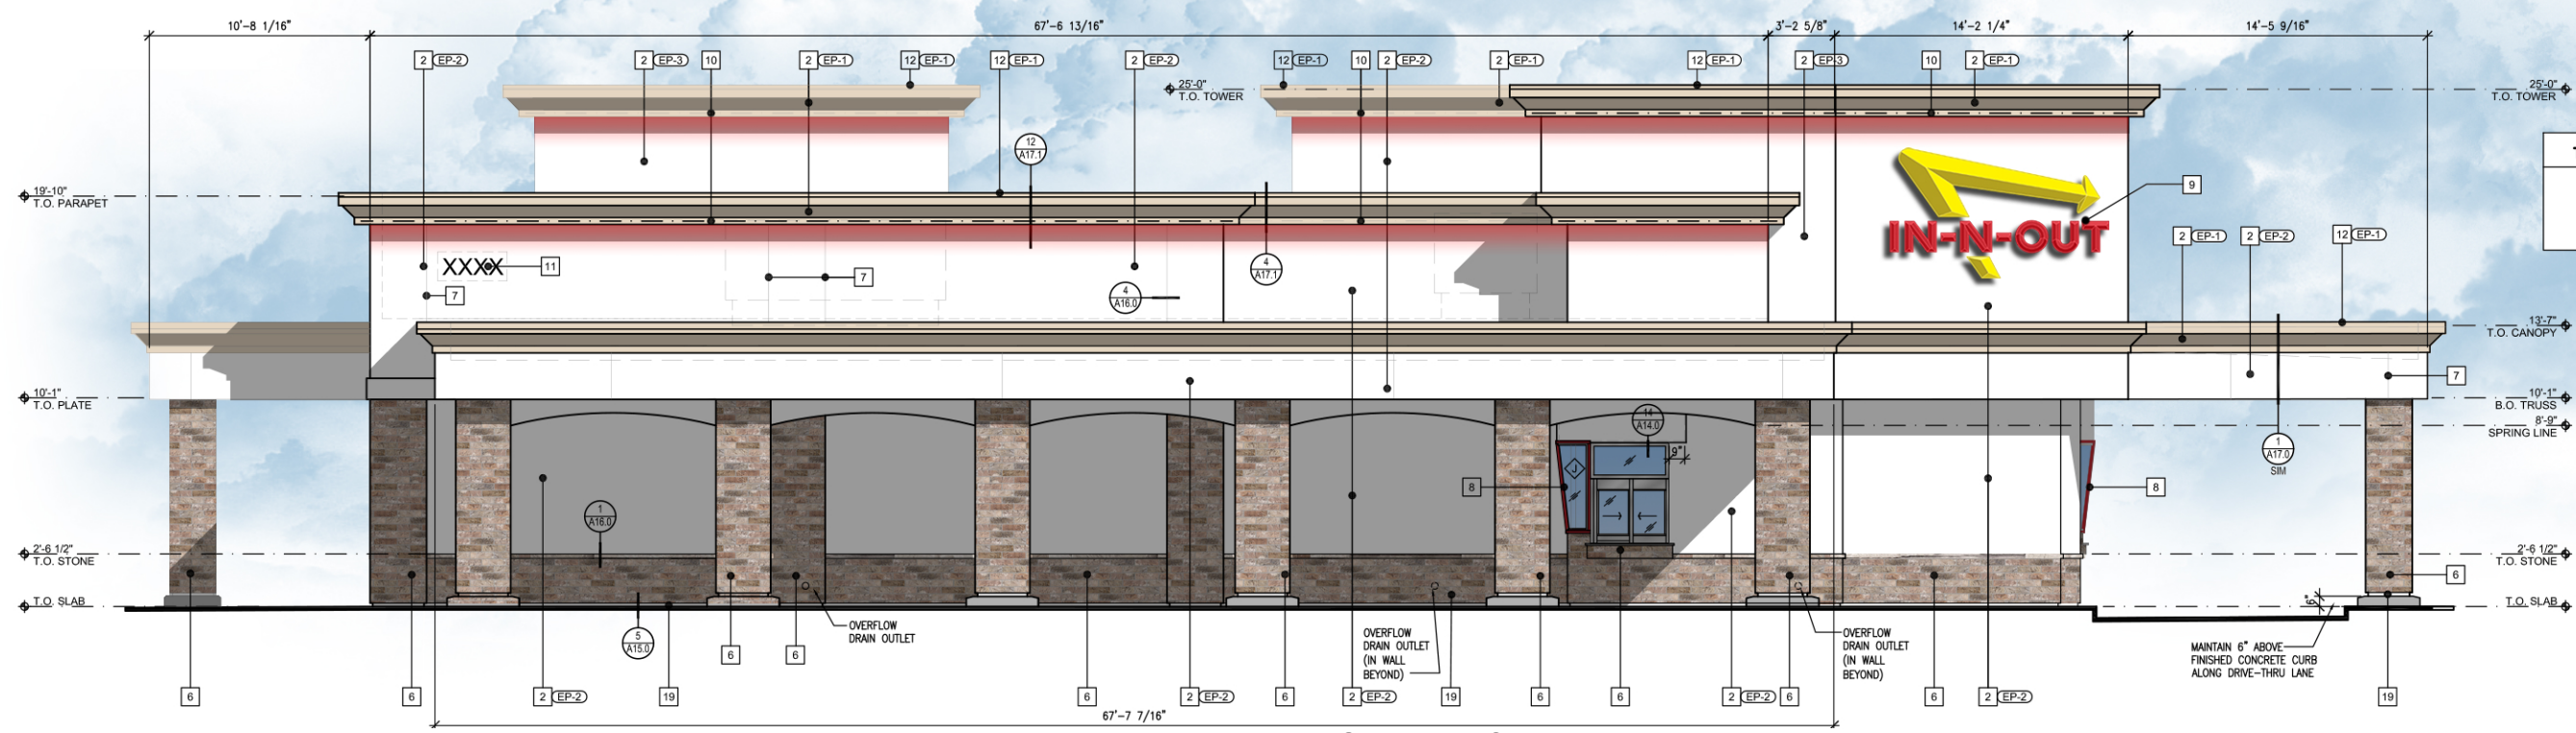 10'-8 1/16"
67'-6 13/16"
3'-2 5/8"
14'-2 1/4"
14'-5 9/16"
2 EP-2
2 EP-3
10
2 EP-1
12 EP-1
12 EP-1
2 EP-2
12 EP-1
10
2 EP-2
2 EP-1
12 EP-1
2 EP-3
10
2 EP-1
25'-0"
T.O. TOWER
25'-0"
T.O. TOWER
12
A17.1
19'-10"
T.O. PARAPET
9
IN-N-OUT
2 EP-1
2 EP-2
12 EP-1
XXXX
11
7
7
4
A16.0
4
A17.1
13'-7"
T.O. CANOPY
7
10'-1"
T.O. PLATE
10'-1"
B.O. TRUSS
8'-9"
SPRING LINE
14
A14.0
9"
1
A17.0
SIM
J
8
8
1
A16.0
2'-6 1/2"
T.O. STONE
2'-6 1/2"
T.O. STONE
6
T.O. SLAB
6"
T.O. SLAB
5
A15.0
6
6
OVERFLOW
DRAIN OUTLET
OVERFLOW
DRAIN OUTLET
(IN WALL
BEYOND)
OVERFLOW
DRAIN OUTLET
(IN WALL
BEYOND)
MAINTAIN 6" ABOVE
FINISHED CONCRETE CURB
ALONG DRIVE-THRU LANE
6
6
2 EP-2
19
6
2 EP-2
6
2 EP-2
19
6
6
2 EP-2
6
6
2 EP-2
19
67'-7 7/16"